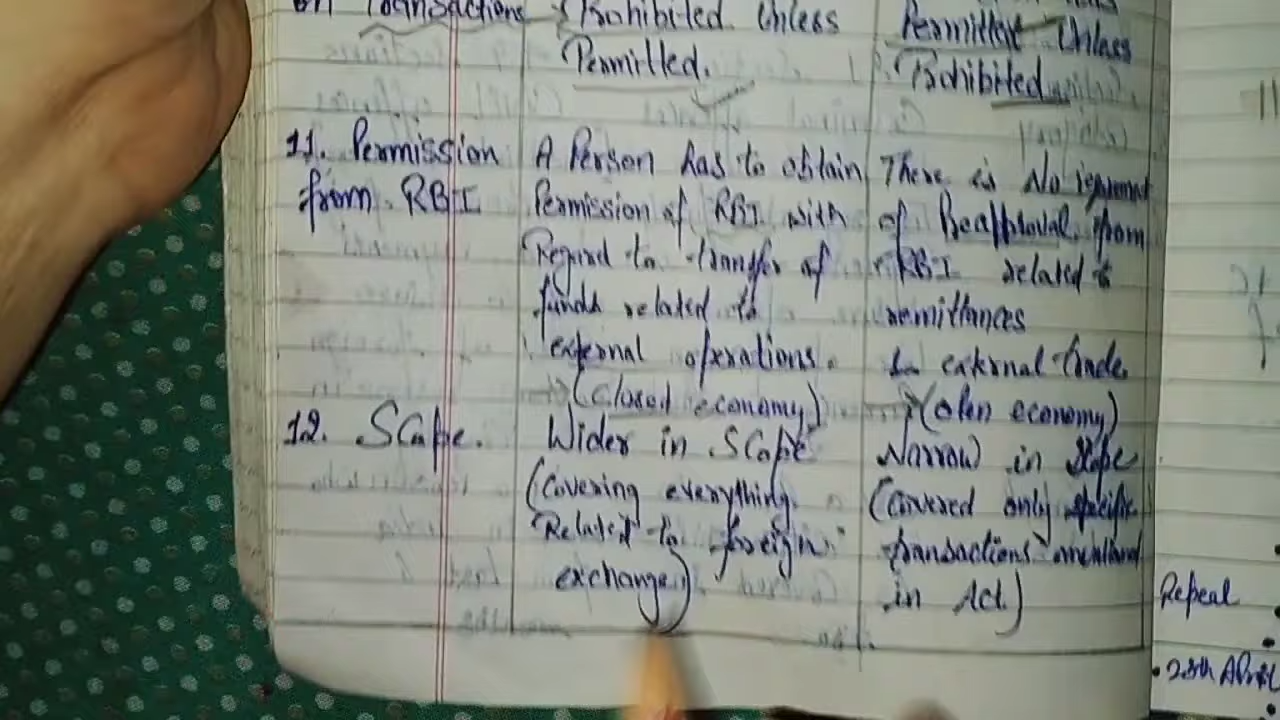 on Transactions Prohibited Unless
Permitted.
Permitted Unless
Prohibited
11. Permission
from RBI
A Person has to obtain
Permission of RBI with
Regard to transfer of
funds related to
external operations.
(Closed economy)
There is No
of Preapproval from
RBI related to
remittances
external trade
(open economy)
12. Scope.
Wider in Scope
(Covering everything
Related to foreign
exchange.)
Narrow in Scope
(Covered only specific
transactions
in Act.)
Repeal